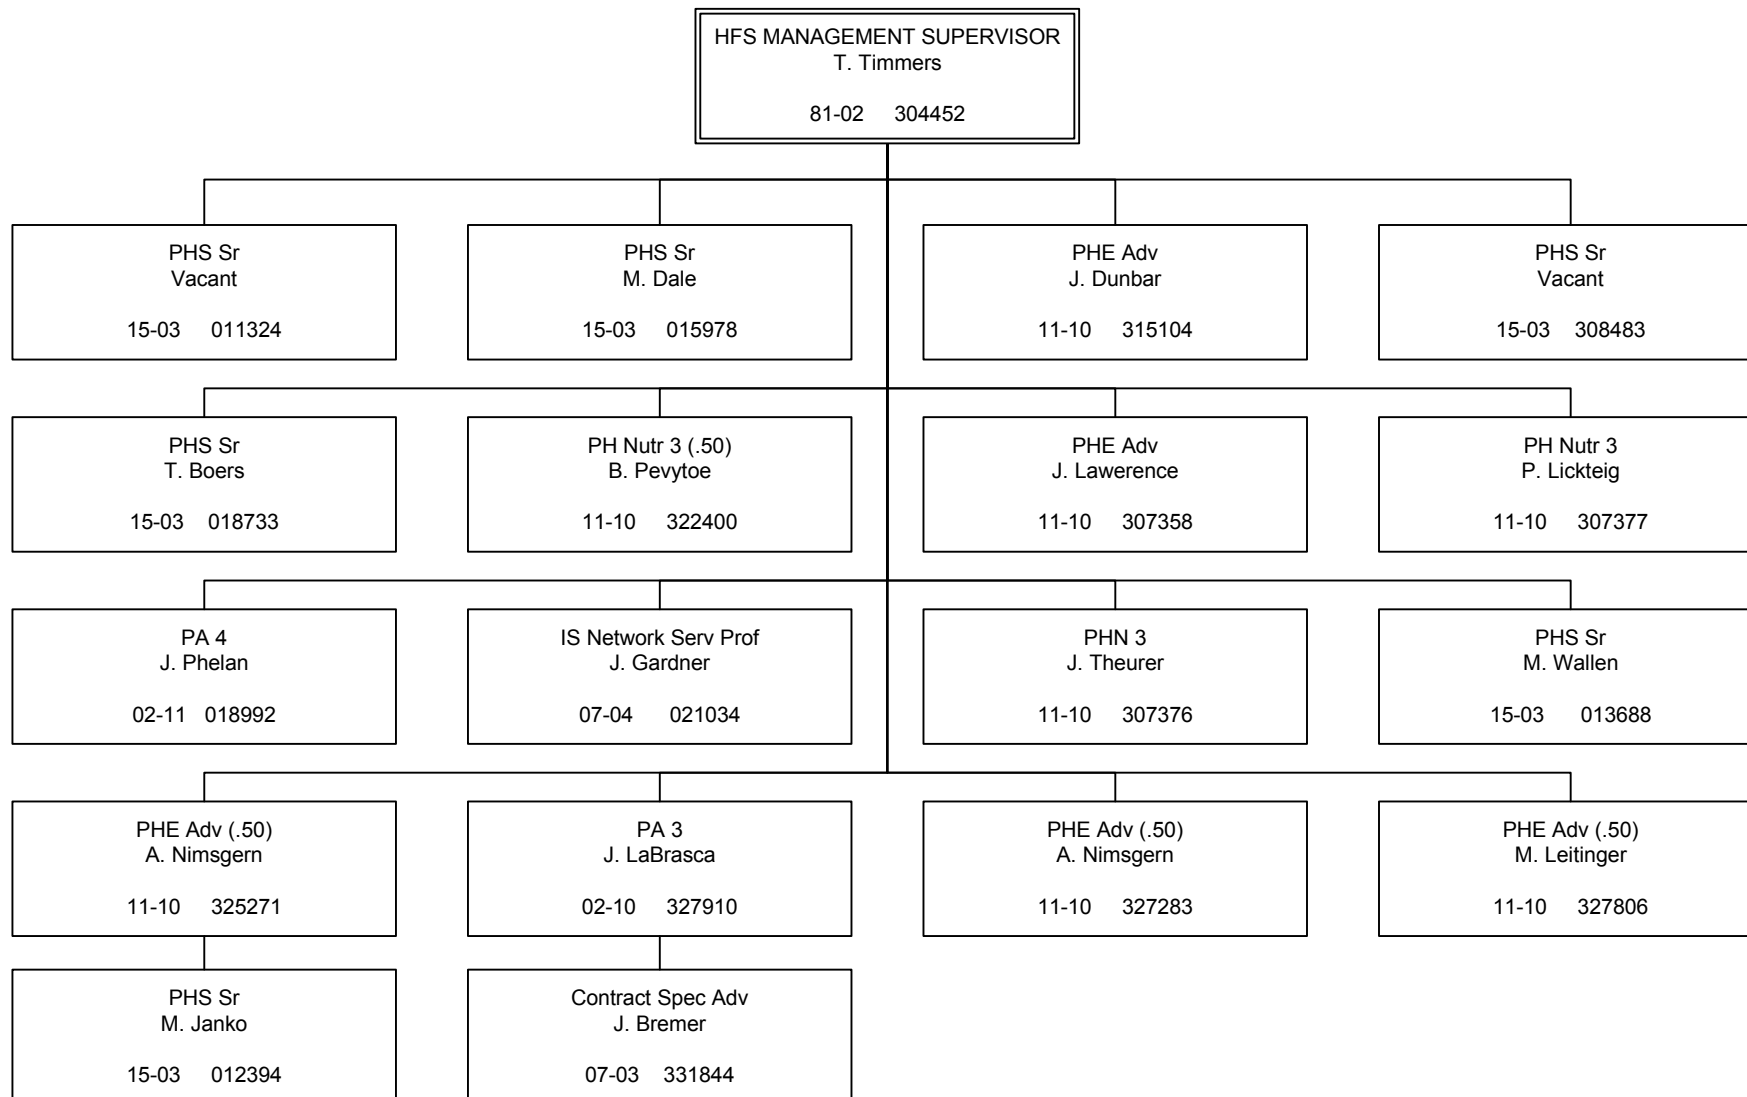 HFS MANAGEMENT SUPERVISOR
T. Timmers
81-02 304452
PHS Sr
Vacant
15-03 011324
PHS Sr
M. Dale
15-03 015978
PHE Adv
J. Dunbar
11-10 315104
PHS Sr
Vacant
15-03 308483
PHS Sr
T. Boers
15-03 018733
PH Nutr 3 (.50)
B. Pevytoe
11-10 322400
PHE Adv
J. Lawerence
11-10 307358
PH Nutr 3
P. Lickteig
11-10 307377
PA 4
J. Phelan
02-11 018992
IS Network Serv Prof
J. Gardner
07-04 021034
PHN 3
J. Theurer
11-10 307376
PHS Sr
M. Wallen
15-03 013688
PHE Adv (.50)
A. Nimsgern
11-10 325271
PA 3
J. LaBrasca
02-10 327910
PHE Adv (.50)
A. Nimsgern
11-10 327283
PHE Adv (.50)
M. Leitinger
11-10 327806
PHS Sr
M. Janko
15-03 012394
Contract Spec Adv
J. Bremer
07-03 331844